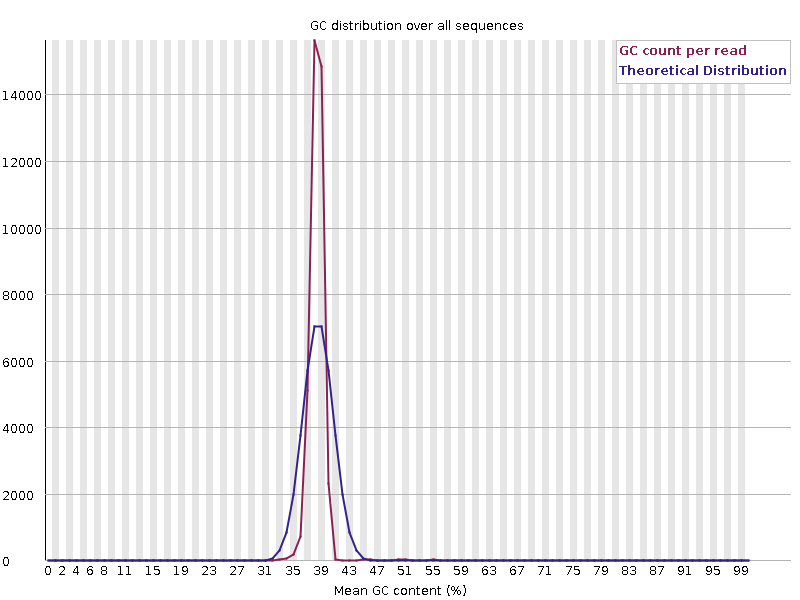 GC distribution over all sequences
GC count per read
Theoretical Distribution
14000
12000
10000
8000
6000
4000
2000
0
0 2 4 6 8 11 15 19 23 27 31 35 39 43 47 51 55 59 63 67 71 75 79 83 87 91 95 99
Mean GC content (%)